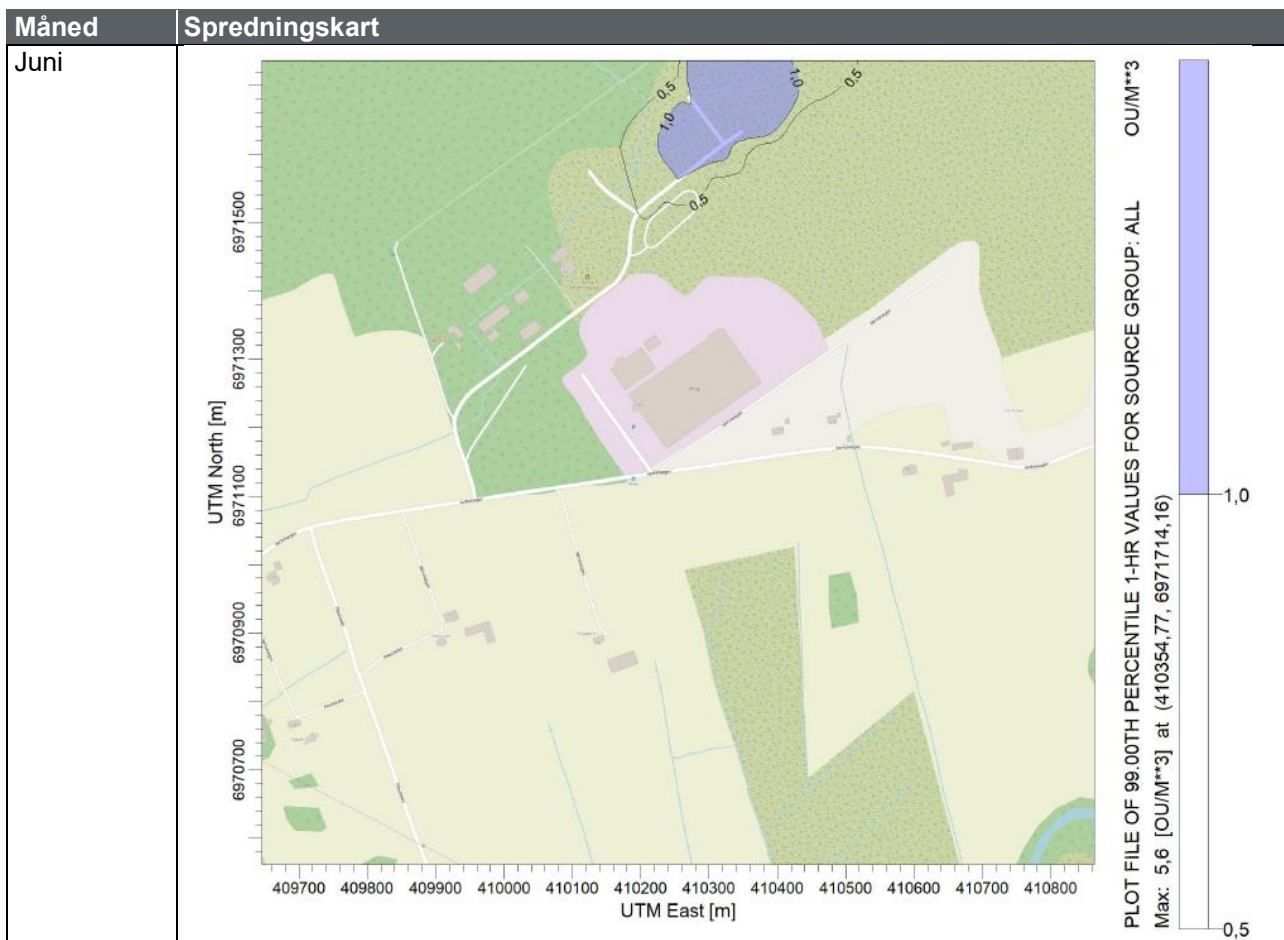 Måned Spredningskart
Juni
0,5
1,0
0,5
1,0
0,5
6971500
6971300
6971100
6970900
6970700
UTM North [m]
409700 409800 409900 410000 410100 410200 410300 410400 410500 410600 410700 410800
UTM East [m]
PLOT FILE OF 99.00TH PERCENTILE 1-HR VALUES FOR SOURCE GROUP: ALL OU/M**3
Max: 5,6 [OU/M**3] at (410354,77, 6971714,16)
1,0
0,5